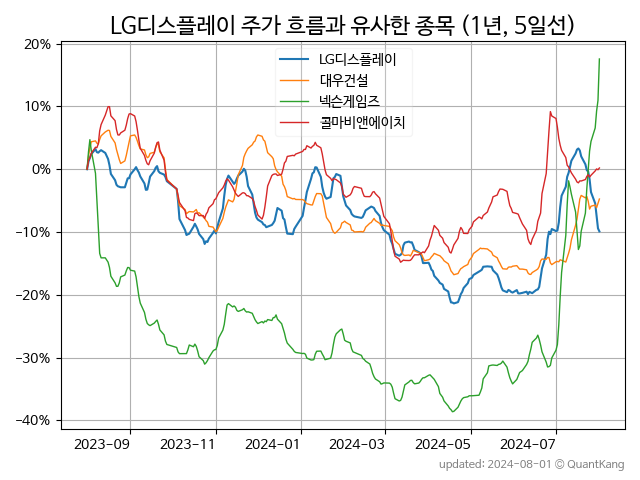 LG디스플레이 주가 흐름과 유사한 종목 (1년, 5일선)
LG디스플레이
대우건설
넥슨게임즈
콜마비앤에이치
20%
10%
0%
−10%
−20%
−30%
−40%
2023-09 2023-11 2024-01 2024-03 2024-05 2024-07
updated: 2024-08-01 © QuantKang